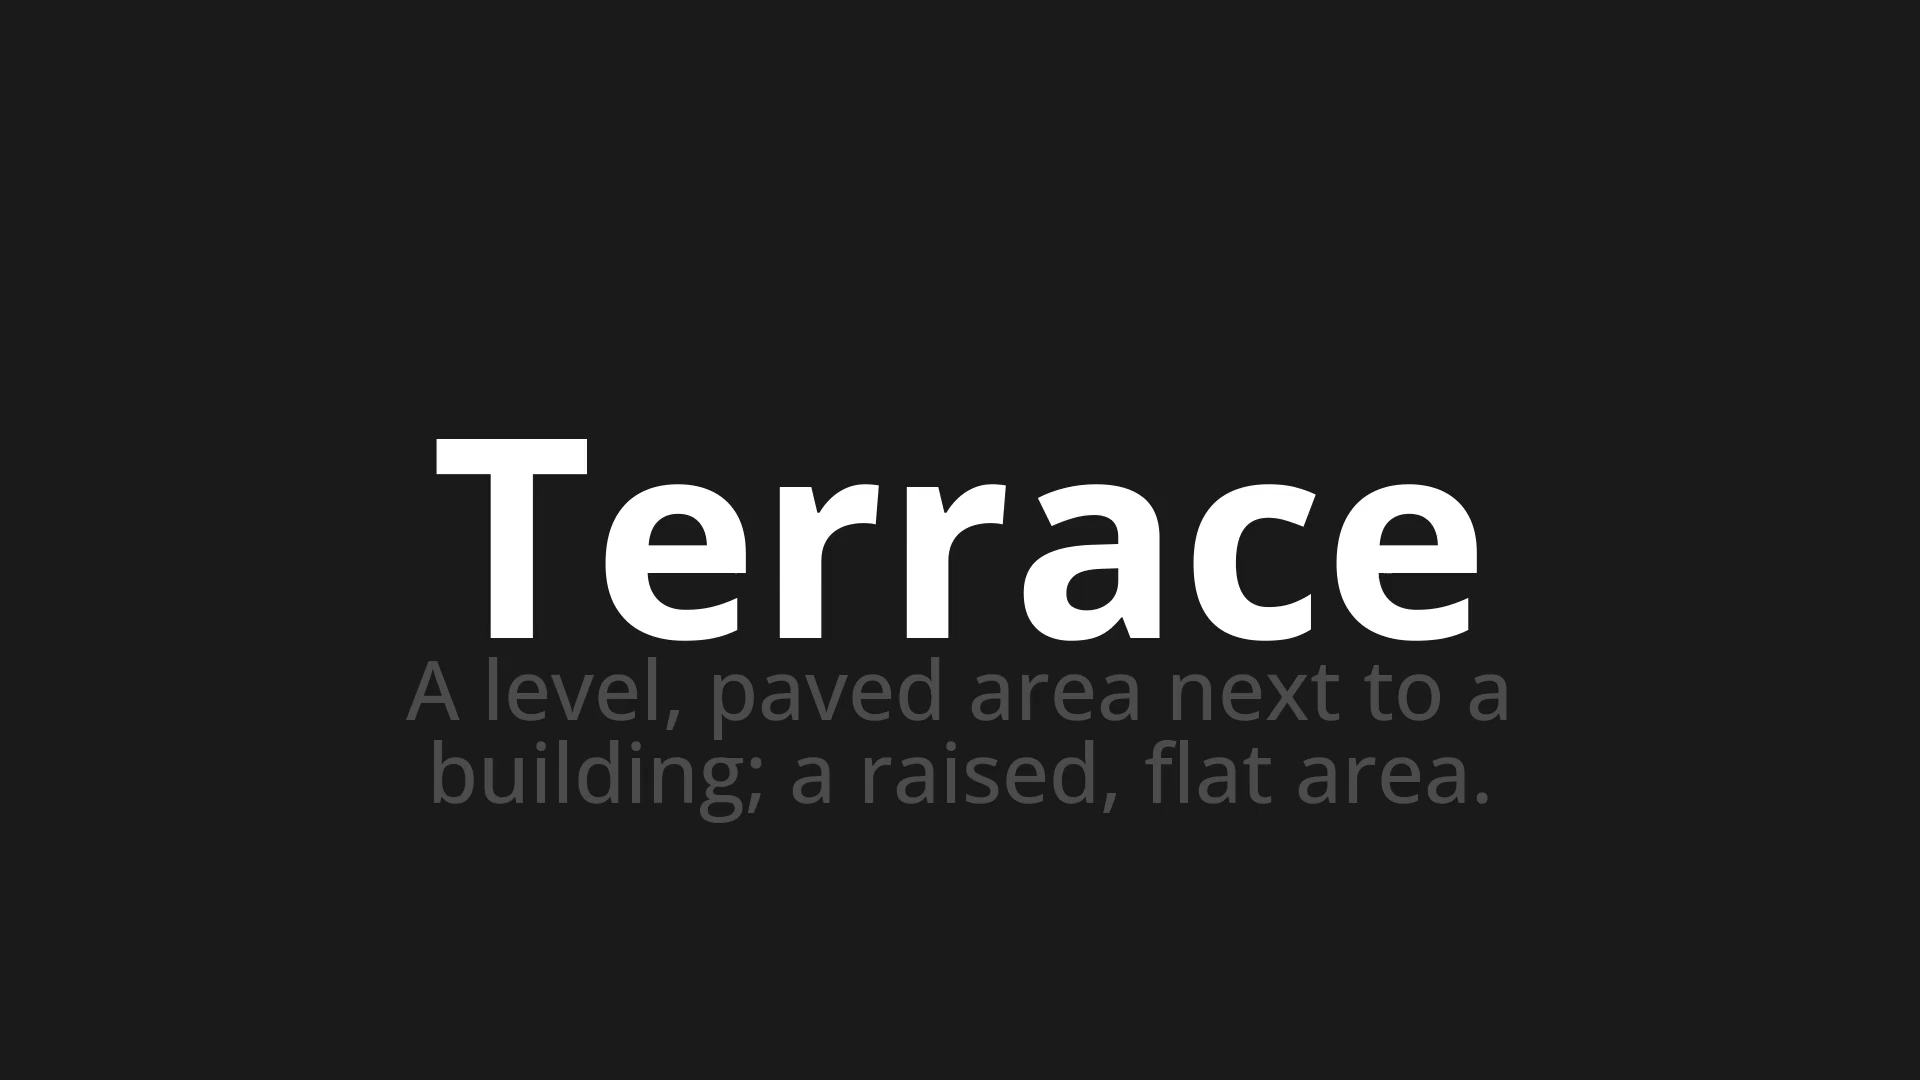 Terrace
A level, paved area next to a
building; a raised, flat area.